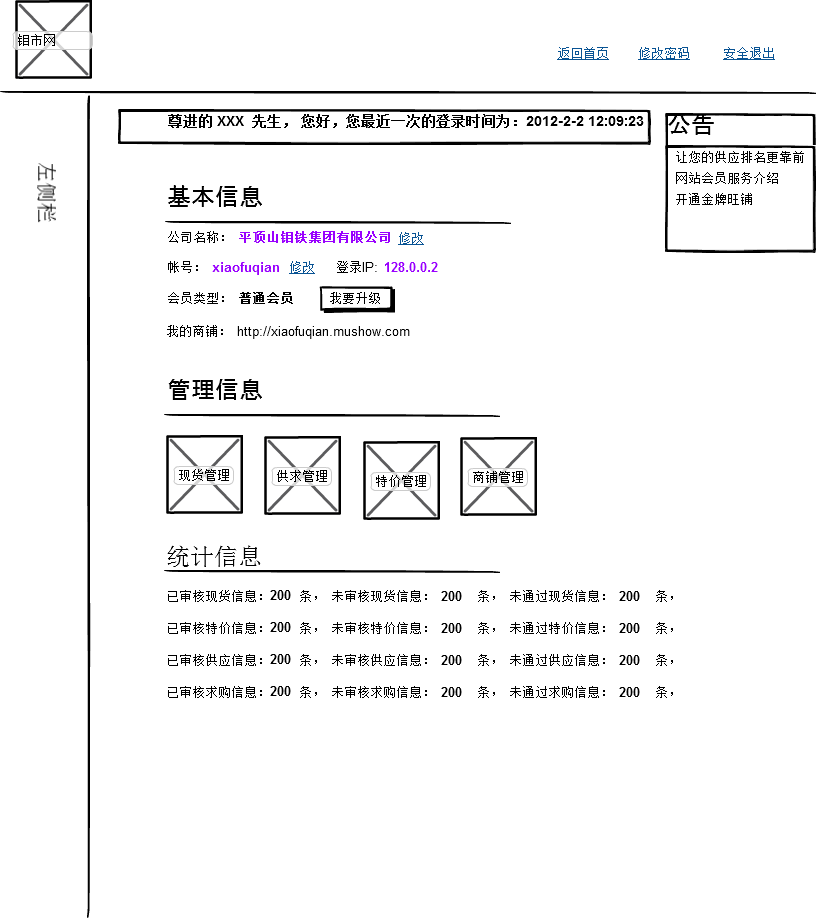 钼市网
返回首页 修改密码 安全退出
左侧栏
尊进的 XXX 先生， 您好，您最近一次的登录时间为：2012-2-2 12:09:23
公告
让您的供应排名更靠前
网站会员服务介绍
开通金牌旺铺
基本信息
公司名称： 平顶山钼铁集团有限公司 修改
帐号： xiaofuqian 修改 登录IP: 128.0.0.2
会员类型： 普通会员 我要升级
我的商铺： http://xiaofuqian.mushow.com
管理信息
现货管理 供求管理 特价管理 商铺管理
统计信息
已审核现货信息：200 条， 未审核现货信息： 200 条， 未通过现货信息： 200 条，
已审核特价信息：200 条， 未审核特价信息： 200 条， 未通过特价信息： 200 条，
已审核供应信息：200 条， 未审核供应信息： 200 条， 未通过供应信息： 200 条，
已审核求购信息：200 条， 未审核求购信息： 200 条， 未通过求购信息： 200 条，